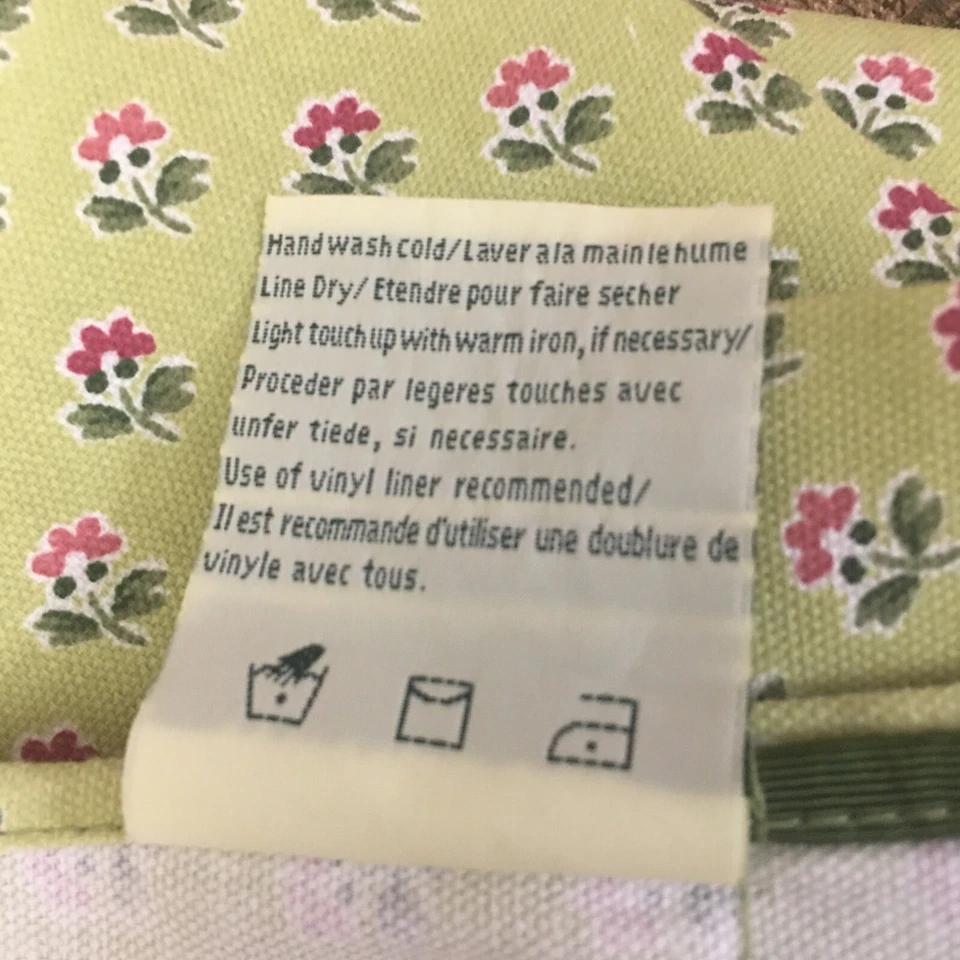 Hand wash cold/Laver a la main le hume
Line Dry/ Etendre pour faire secher
Light touch up with warm iron, if necessary/
Proceder par legeres touches avec
unfer tiede, si necessaire.
Use of vinyl liner recommended/
Il est recommande d'utiliser une doublure de
vinyle avec tous.